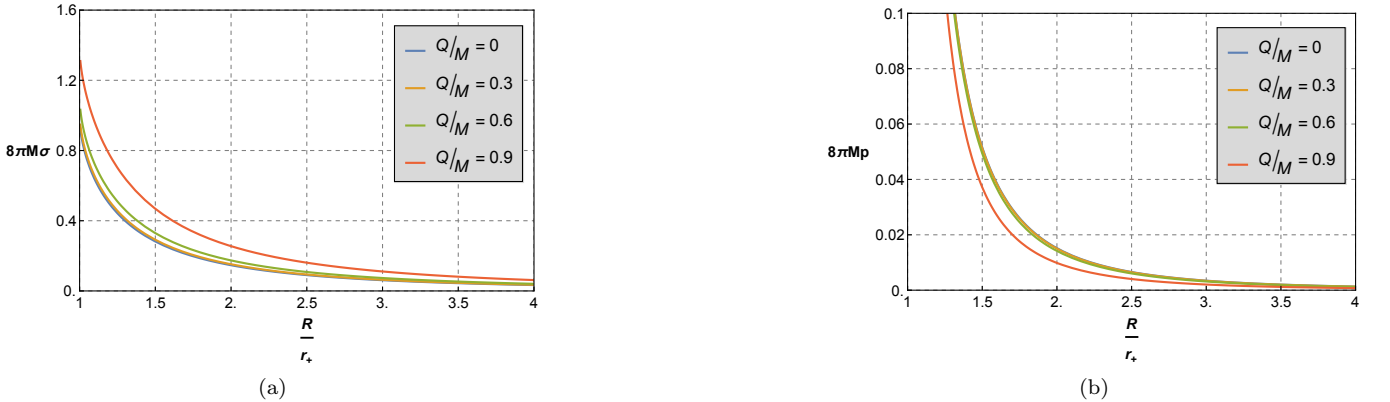 1.6
1.2
8πMσ 0.8
0.4
0.
1 1.5 2. 2.5 3. 3.5 4
R
r+
Q/M = 0
Q/M = 0.3
Q/M = 0.6
Q/M = 0.9
(a)
0.1
0.08
0.06
8πMp
0.04
0.02
0.
1 1.5 2. 2.5 3. 3.5 4
R
r+
Q/M = 0
Q/M = 0.3
Q/M = 0.6
Q/M = 0.9
(b)